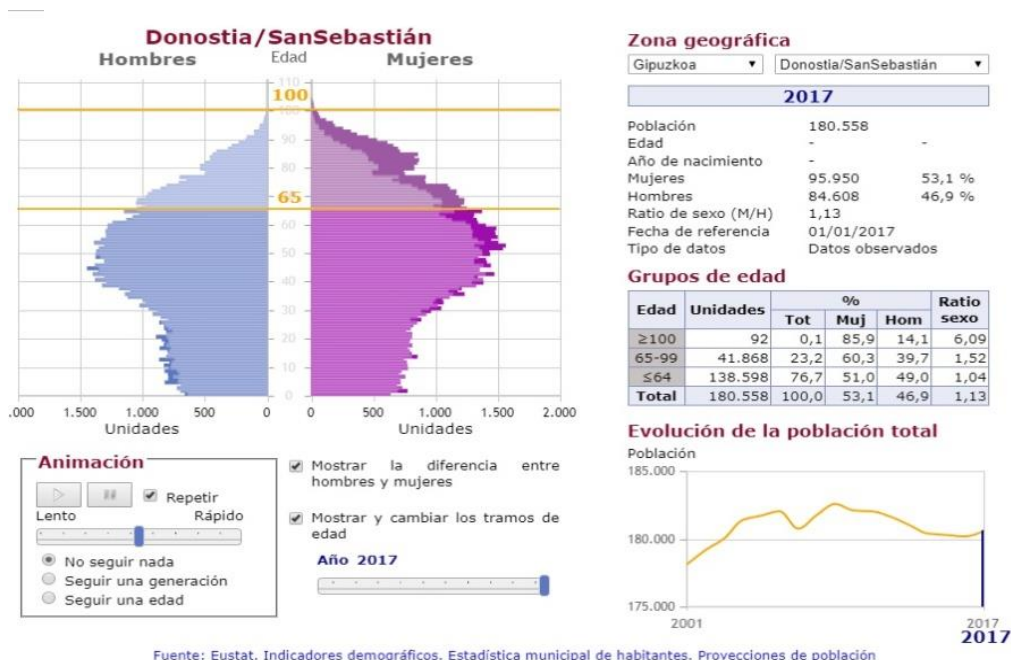 Donostia/SanSebastián
Hombres
Edad
Mujeres
110
100
100
90
80
65
60
50
40
30
20
10
0
.000
1.500
1.000
500
0
0
500
1.000
1.500
2.000
Unidades
Unidades
Animación
Repetir
Lento
Rápido
No seguir nada
Seguir una generación
Seguir una edad
Mostrar la diferencia entre
hombres y mujeres
Mostrar y cambiar los tramos de
edad
Año 2017
Zona geográfica
Gipuzkoa
Donostia/SanSebastián
2017
Población 180.558
Edad - -
Año de nacimiento -
Mujeres 95.950 53,1 %
Hombres 84.608 46,9 %
Ratio de sexo (M/H) 1,13
Fecha de referencia 01/01/2017
Tipo de datos Datos observados
Grupos de edad
Edad Unidades % Ratio
Tot Muj Hom sexo
≥100 92 0,1 85,9 14,1 6,09
65-99 41.868 23,2 60,3 39,7 1,52
≤64 138.598 76,7 51,0 49,0 1,04
Total 180.558 100,0 53,1 46,9 1,13
Evolución de la población total
Población
185.000
180.000
175.000
2001
2017
2017
Fuente: Eustat. Indicadores demográficos. Estadística municipal de habitantes. Proyecciones de población